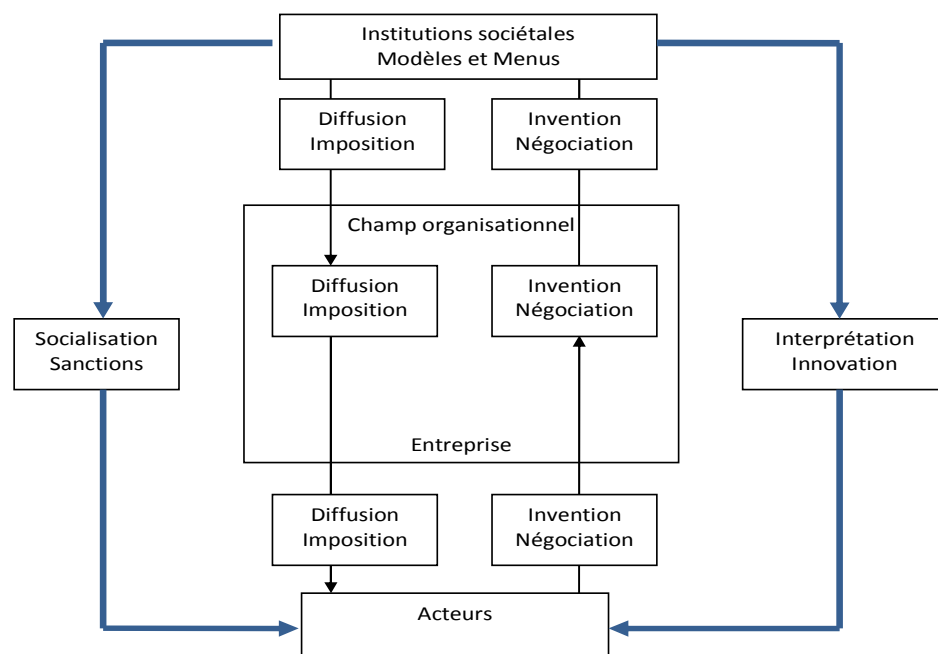 Institutions sociétales
Modèles et Menus
Diffusion
Imposition
Invention
Négociation
Champ organisationnel
Diffusion
Imposition
Invention
Négociation
Socialisation
Sanctions
Interprétation
Innovation
Entreprise
Diffusion
Imposition
Invention
Négociation
Acteurs